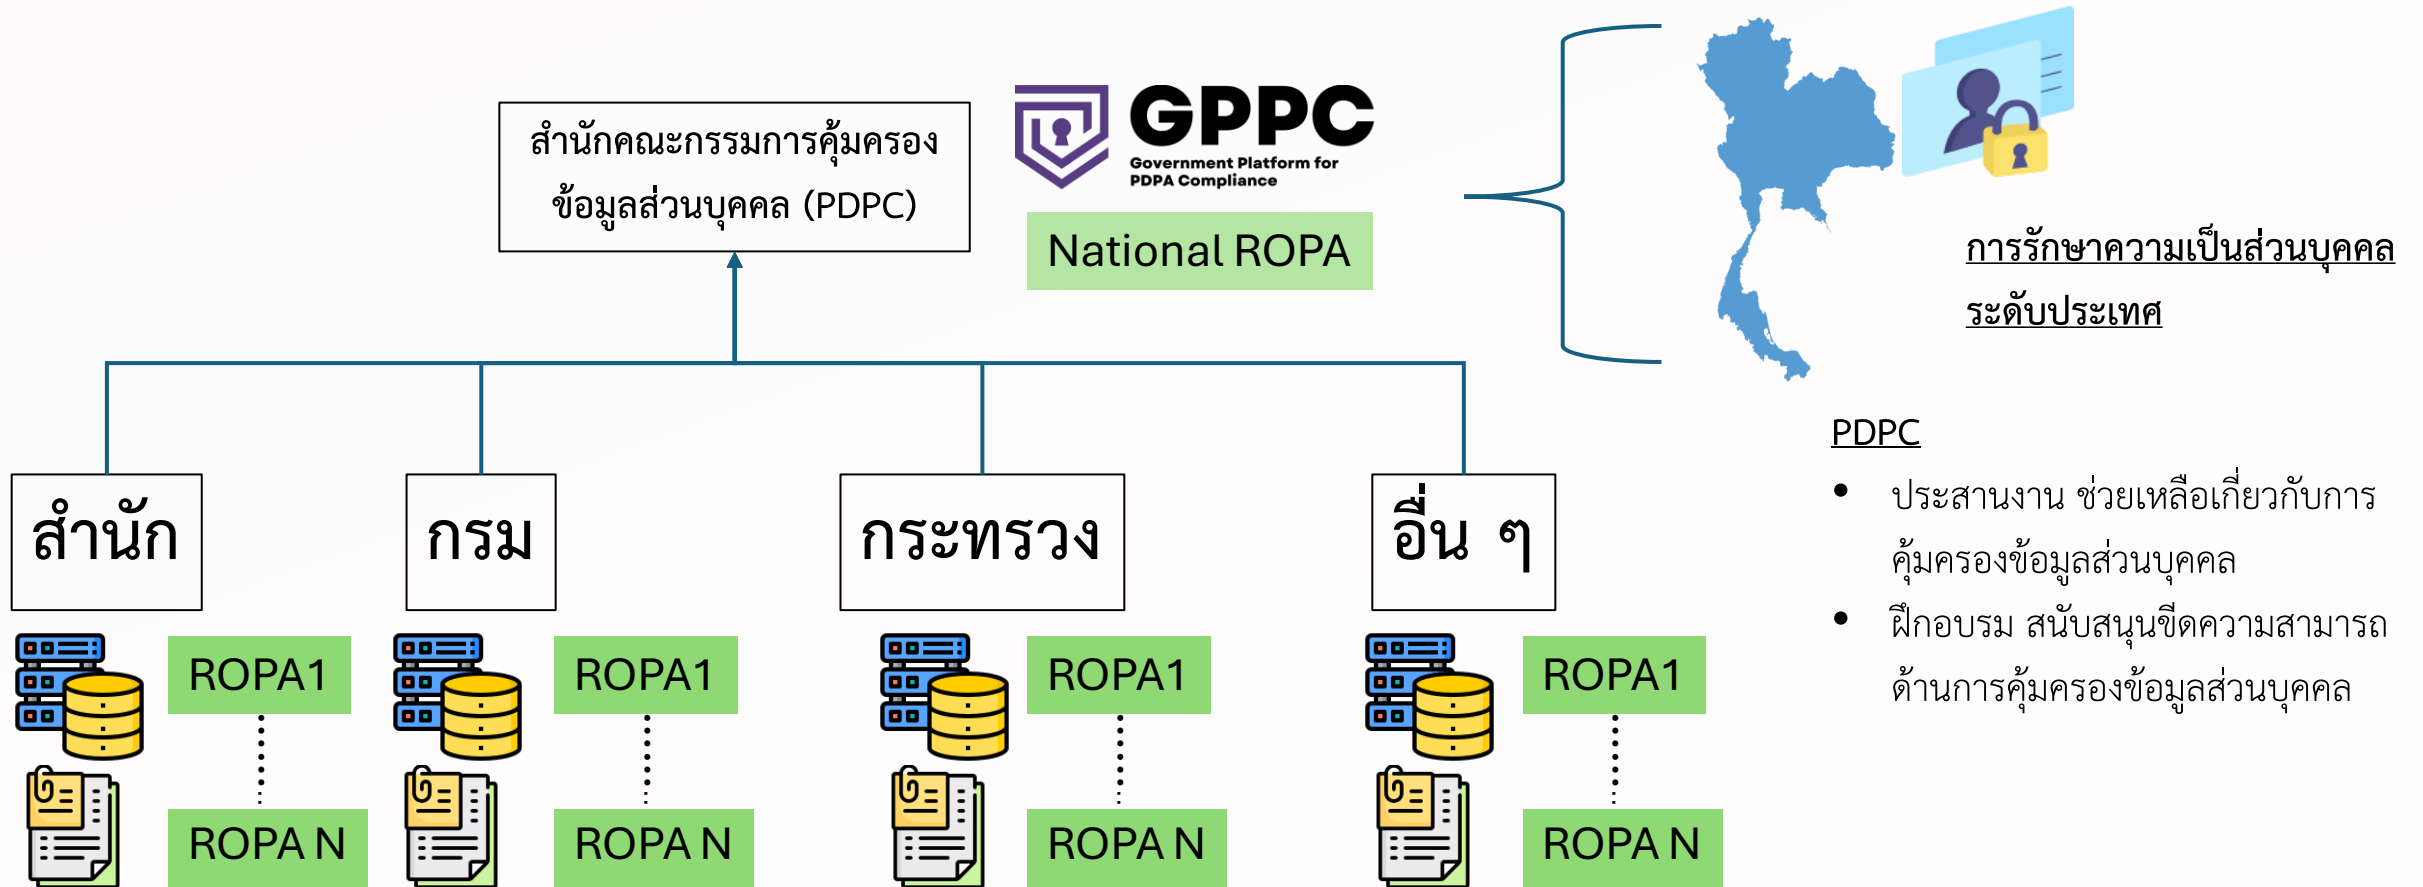 สำนักคณะกรรมการคุ้มครอง
ข้อมูลส่วนบุคคล (PDPC)
GPPC
Government Platform for
PDPA Compliance
National ROPA
การรักษาความเป็นส่วนบุคคล
ระดับประเทศ
สำนัก
กรม
กระทรวง
อื่น ๆ
ROPA1
ROPA1
ROPA1
ROPA1
ROPA N
ROPA N
ROPA N
ROPA N
PDPC
• ประสานงาน ช่วยเหลือเกี่ยวกับการ
คุ้มครองข้อมูลส่วนบุคคล
• ฝึกอบรม สนับสนุนขีดความสามารถ
ด้านการคุ้มครองข้อมูลส่วนบุคคล